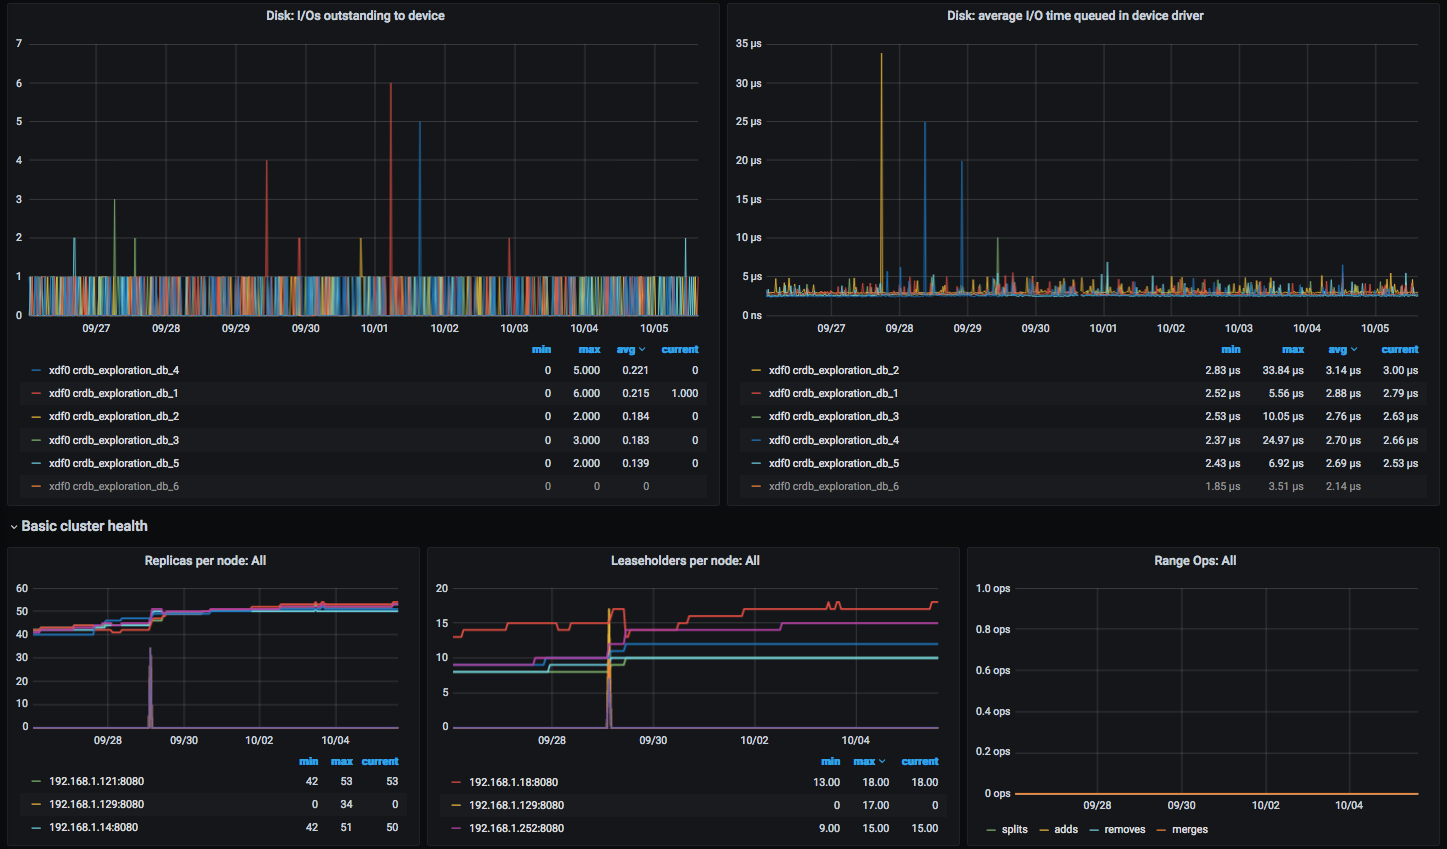 Disk: I/Os outstanding to device
7
6
5
4
3
2
1
0
09/27 09/28 09/29 09/30 10/01 10/02 10/03 10/04 10/05
min max avg current
xdf0 crdb_exploration_db_4 0 5.000 0.221 0
xdf0 crdb_exploration_db_1 0 6.000 0.215 1.000
xdf0 crdb_exploration_db_2 0 2.000 0.184 0
xdf0 crdb_exploration_db_3 0 3.000 0.183 0
xdf0 crdb_exploration_db_5 0 2.000 0.139 0
xdf0 crdb_exploration_db_6 0 0 0
Disk: average I/O time queued in device driver
35 µs
30 µs
25 µs
20 µs
15 µs
10 µs
5 µs
0 ns
09/27 09/28 09/29 09/30 10/01 10/02 10/03 10/04 10/05
min max avg current
xdf0 crdb_exploration_db_2 2.83 µs 33.84 µs 3.14 µs 3.00 µs
xdf0 crdb_exploration_db_1 2.52 µs 5.56 µs 2.88 µs 2.79 µs
xdf0 crdb_exploration_db_3 2.53 µs 10.05 µs 2.76 µs 2.63 µs
xdf0 crdb_exploration_db_4 2.37 µs 24.97 µs 2.70 µs 2.66 µs
xdf0 crdb_exploration_db_5 2.43 µs 6.92 µs 2.69 µs 2.53 µs
xdf0 crdb_exploration_db_6 1.85 µs 3.51 µs 2.14 µs
Basic cluster health
Replicas per node: All
60
50
40
30
20
10
0
09/28 09/30 10/02 10/04
min max current
192.168.1.121:8080 42 53 53
192.168.1.129:8080 0 34 0
192.168.1.14:8080 42 51 50
Leaseholders per node: All
20
15
10
5
0
09/28 09/30 10/02 10/04
min max current
192.168.1.18:8080 13.00 18.00 18.00
192.168.1.129:8080 0 17.00 0
192.168.1.252:8080 9.00 15.00 15.00
Range Ops: All
1.0 ops
0.8 ops
0.6 ops
0.4 ops
0.2 ops
0 ops
09/28 09/30 10/02 10/04
splits adds removes merges